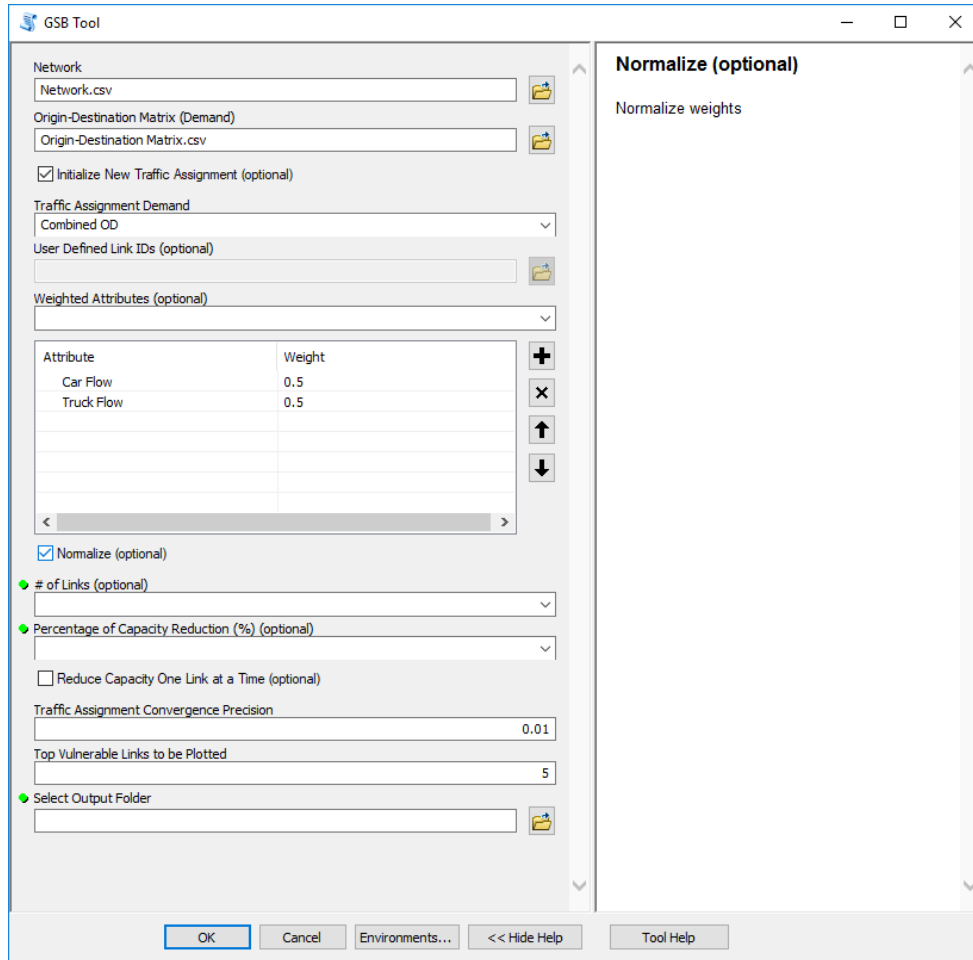 GSB Tool
Network
Network.csv
Origin-Destination Matrix (Demand)
Origin-Destination Matrix.csv
Initialize New Traffic Assignment (optional)
Traffic Assignment Demand
Combined OD
User Defined Link IDs (optional)
Weighted Attributes (optional)
Attribute Weight
Car Flow 0.5
Truck Flow 0.5
Normalize (optional)
# of Links (optional)
Percentage of Capacity Reduction (%) (optional)
Reduce Capacity One Link at a Time (optional)
Traffic Assignment Convergence Precision
0.01
Top Vulnerable Links to be Plotted
5
Select Output Folder
Normalize (optional)
Normalize weights
OK Cancel Environments... << Hide Help Tool Help